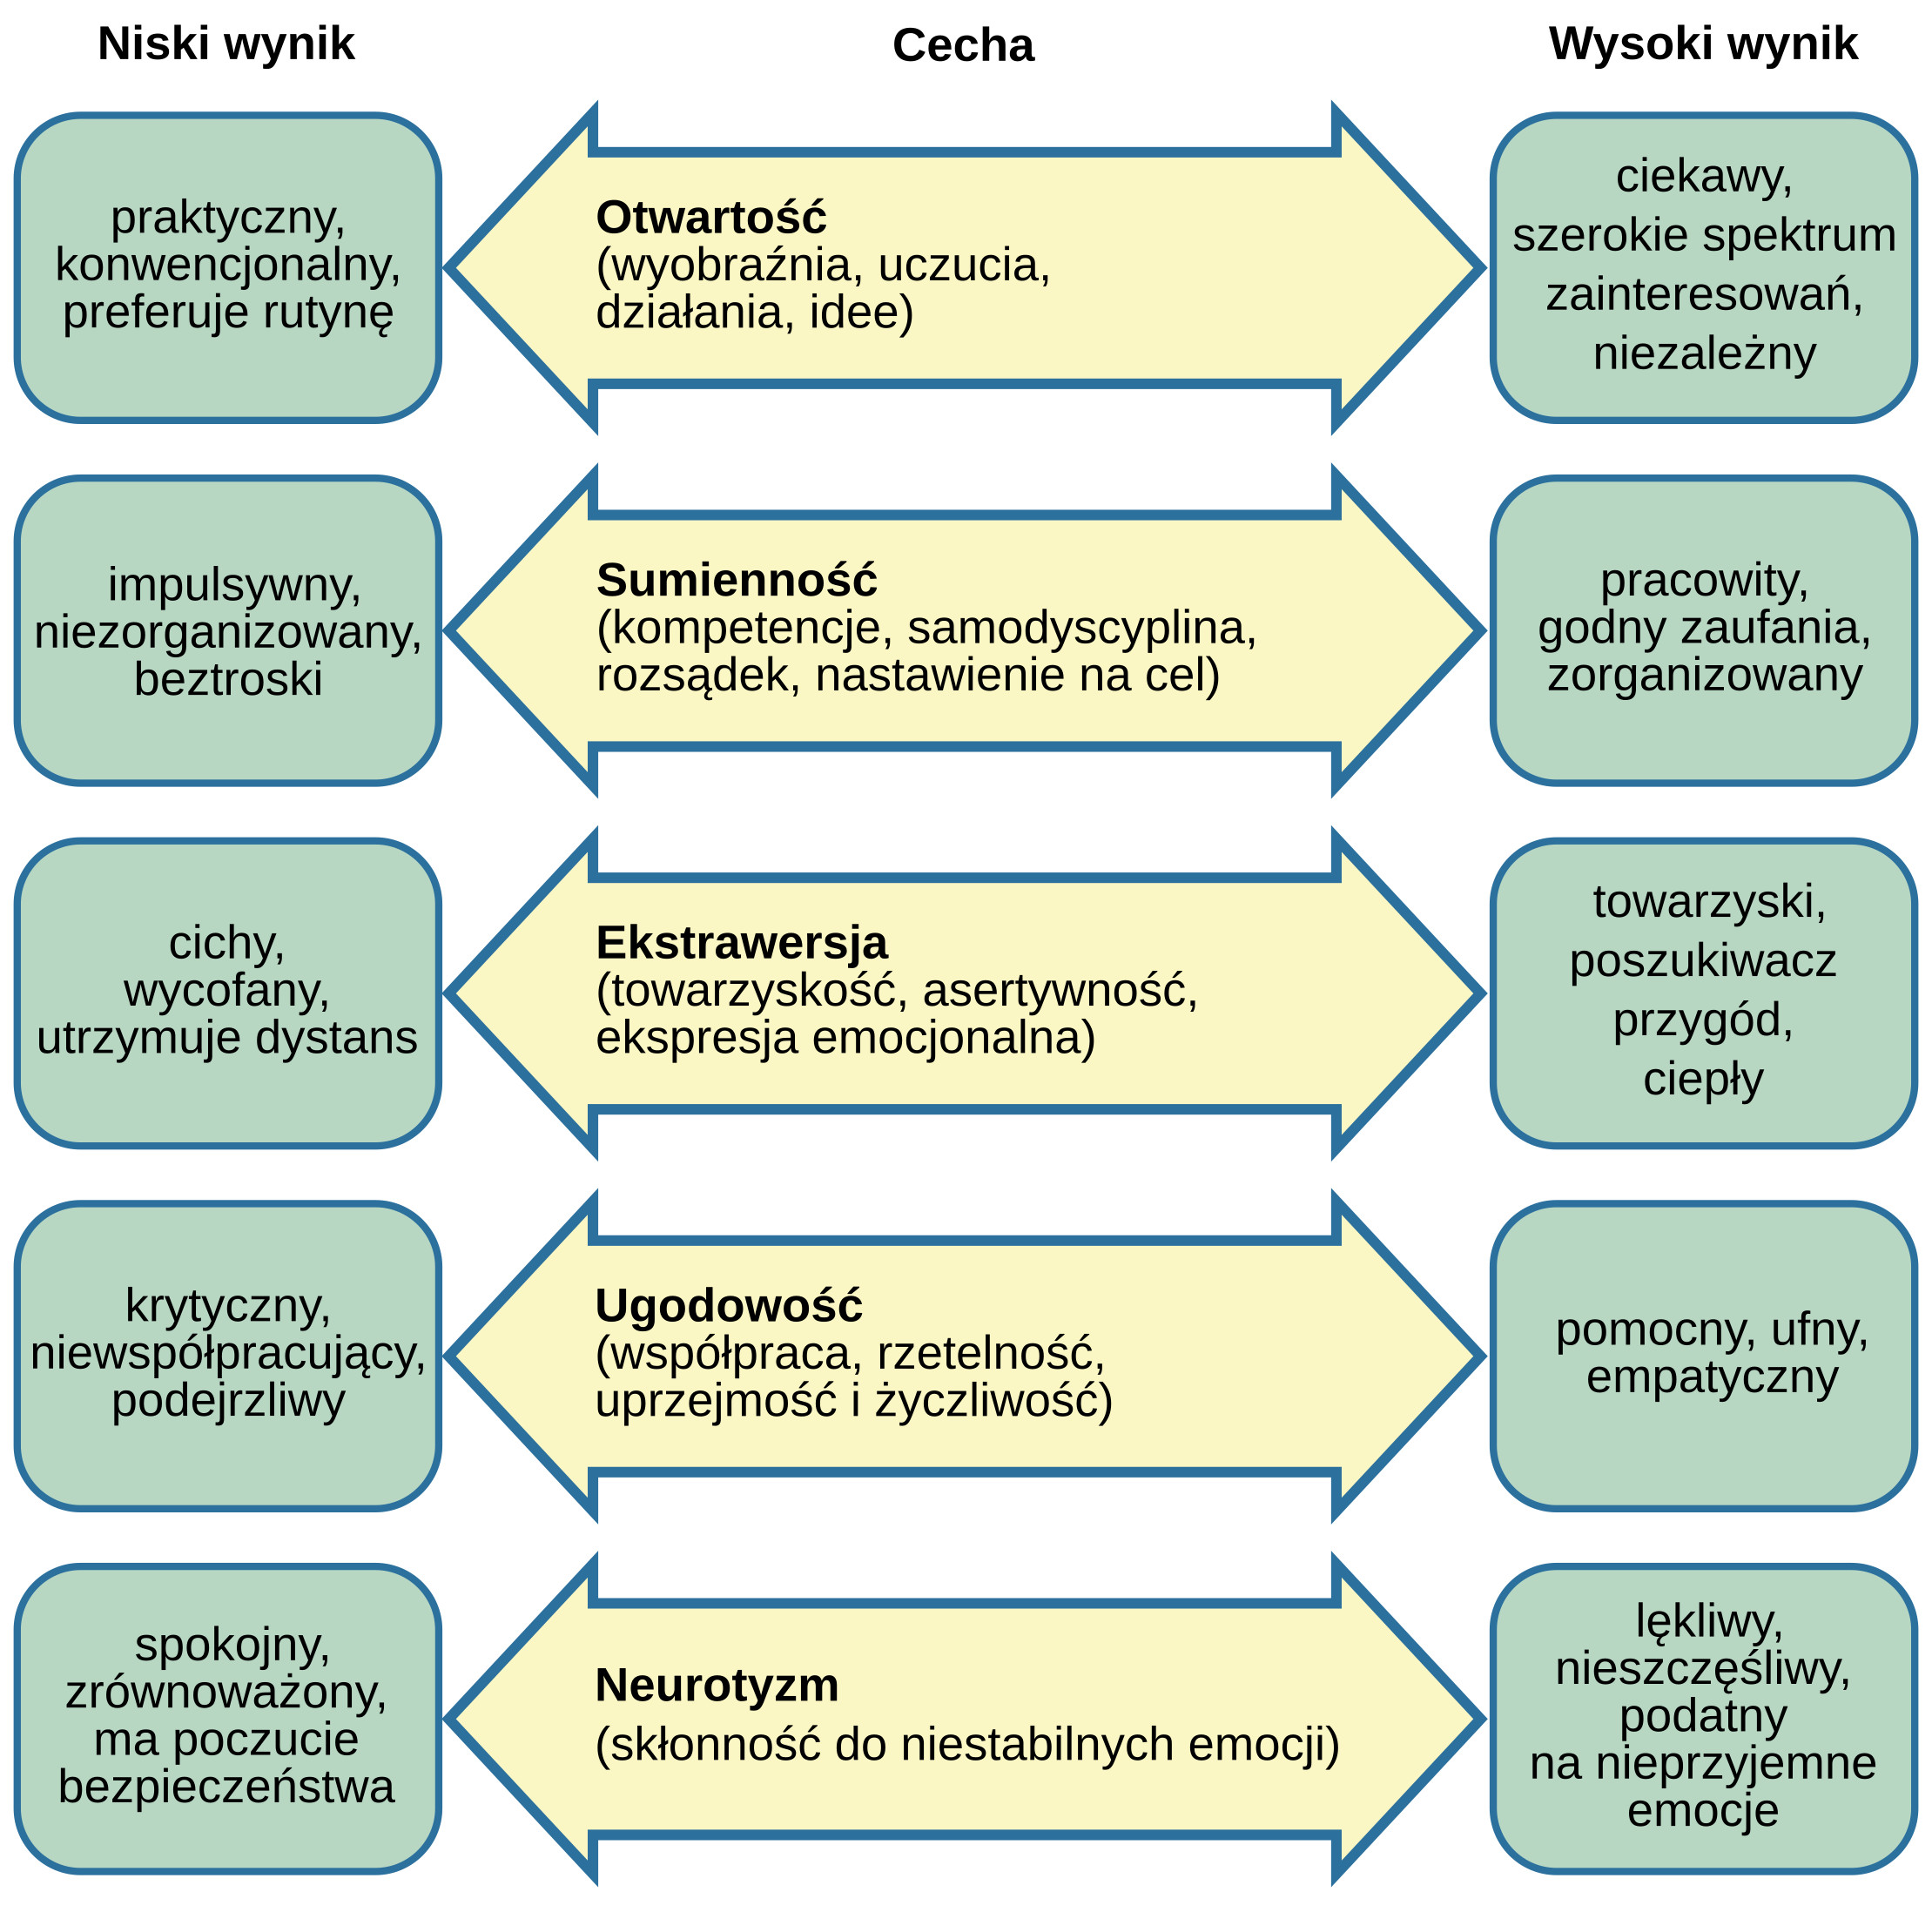 Niski wynik
Cecha
Wysoki wynik
praktyczny,
konwencjonalny,
preferuje rutynę
Otwartość
(wyobraźnia, uczucia,
działania, idee)
ciekawy,
szerokie spektrum
zainteresowań,
niezależny
impulsywny,
niezorganizowany,
beztroski
Sumienność
(kompetencje, samodyscyplina,
rozsądek, nastawienie na cel)
pracowity,
godny zaufania,
zorganizowany
cichy,
wycofany,
utrzymuje dystans
Ekstrawersja
(towarzyskość, asertywność,
ekspresja emocjonalna)
towarzyski,
poszukiwacz
przygód,
ciepły
krytyczny,
niewspółpracujący,
podejrzliwy
Ugodowość
(współpraca, rzetelność,
uprzejmość i życzliwość)
pomocny, ufny,
empatyczny
spokojny,
zrównoważony,
ma poczucie
bezpieczeństwa
Neurotyzm
(skłonność do niestabilnych emocji)
lękliwy,
nieszczęśliwy,
podatny
na nieprzyjemne
emocje